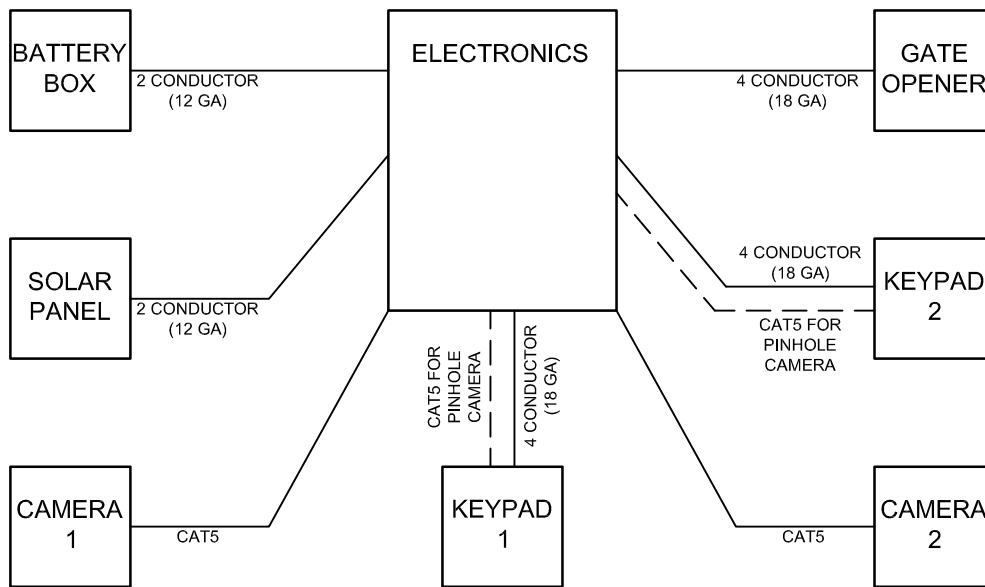 BATTERY
BOX
2 CONDUCTOR
(12 GA)
ELECTRONICS
4 CONDUCTOR
(18 GA)
GATE
OPENER
SOLAR
PANEL
2 CONDUCTOR
(12 GA)
4 CONDUCTOR
(18 GA)
KEYPAD
2
CAT5 FOR
PINHOLE
CAMERA
CAT5 FOR
PINHOLE
CAMERA
4 CONDUCTOR
(18 GA)
CAMERA
1
CAT5
KEYPAD
1
CAT5
CAMERA
2